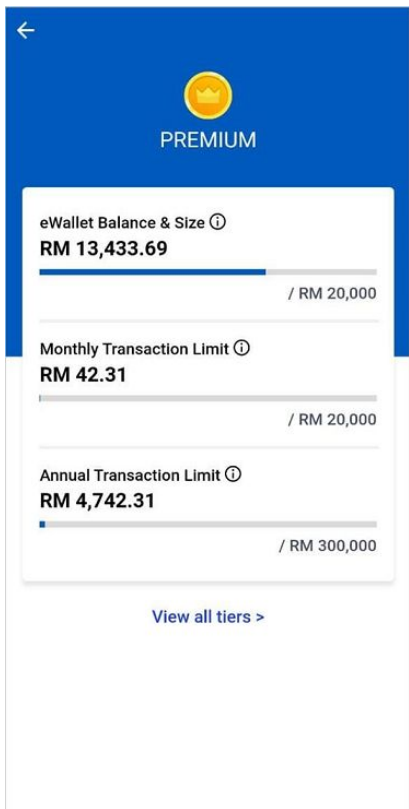 PREMIUM
eWallet Balance & Size
RM 13,433.69
/ RM 20,000
Monthly Transaction Limit
RM 42.31
/ RM 20,000
Annual Transaction Limit
RM 4,742.31
/ RM 300,000
View all tiers >